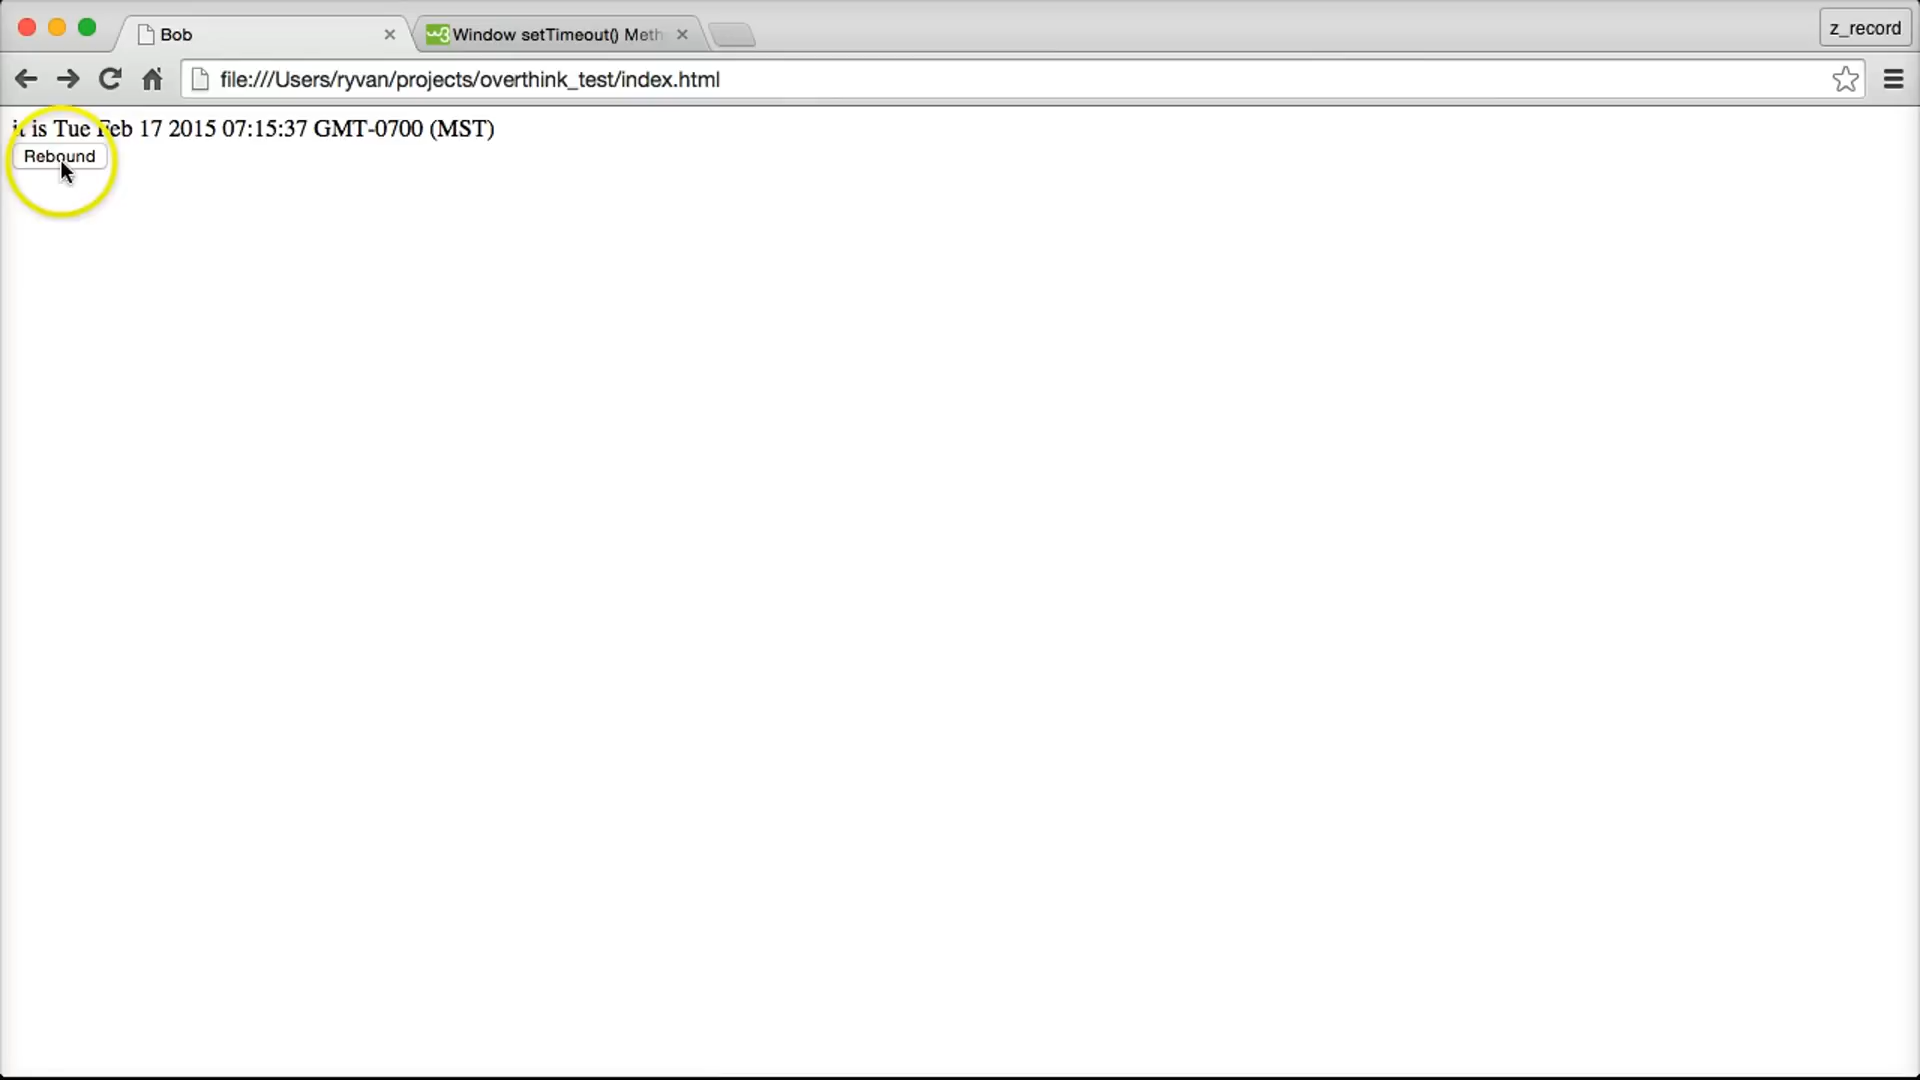 Bob
Window setTimeout() Meth
z_record
file:///Users/ryvan/projects/overthink_test/index.html
it is Tue Feb 17 2015 07:15:37 GMT-0700 (MST)
Rebound